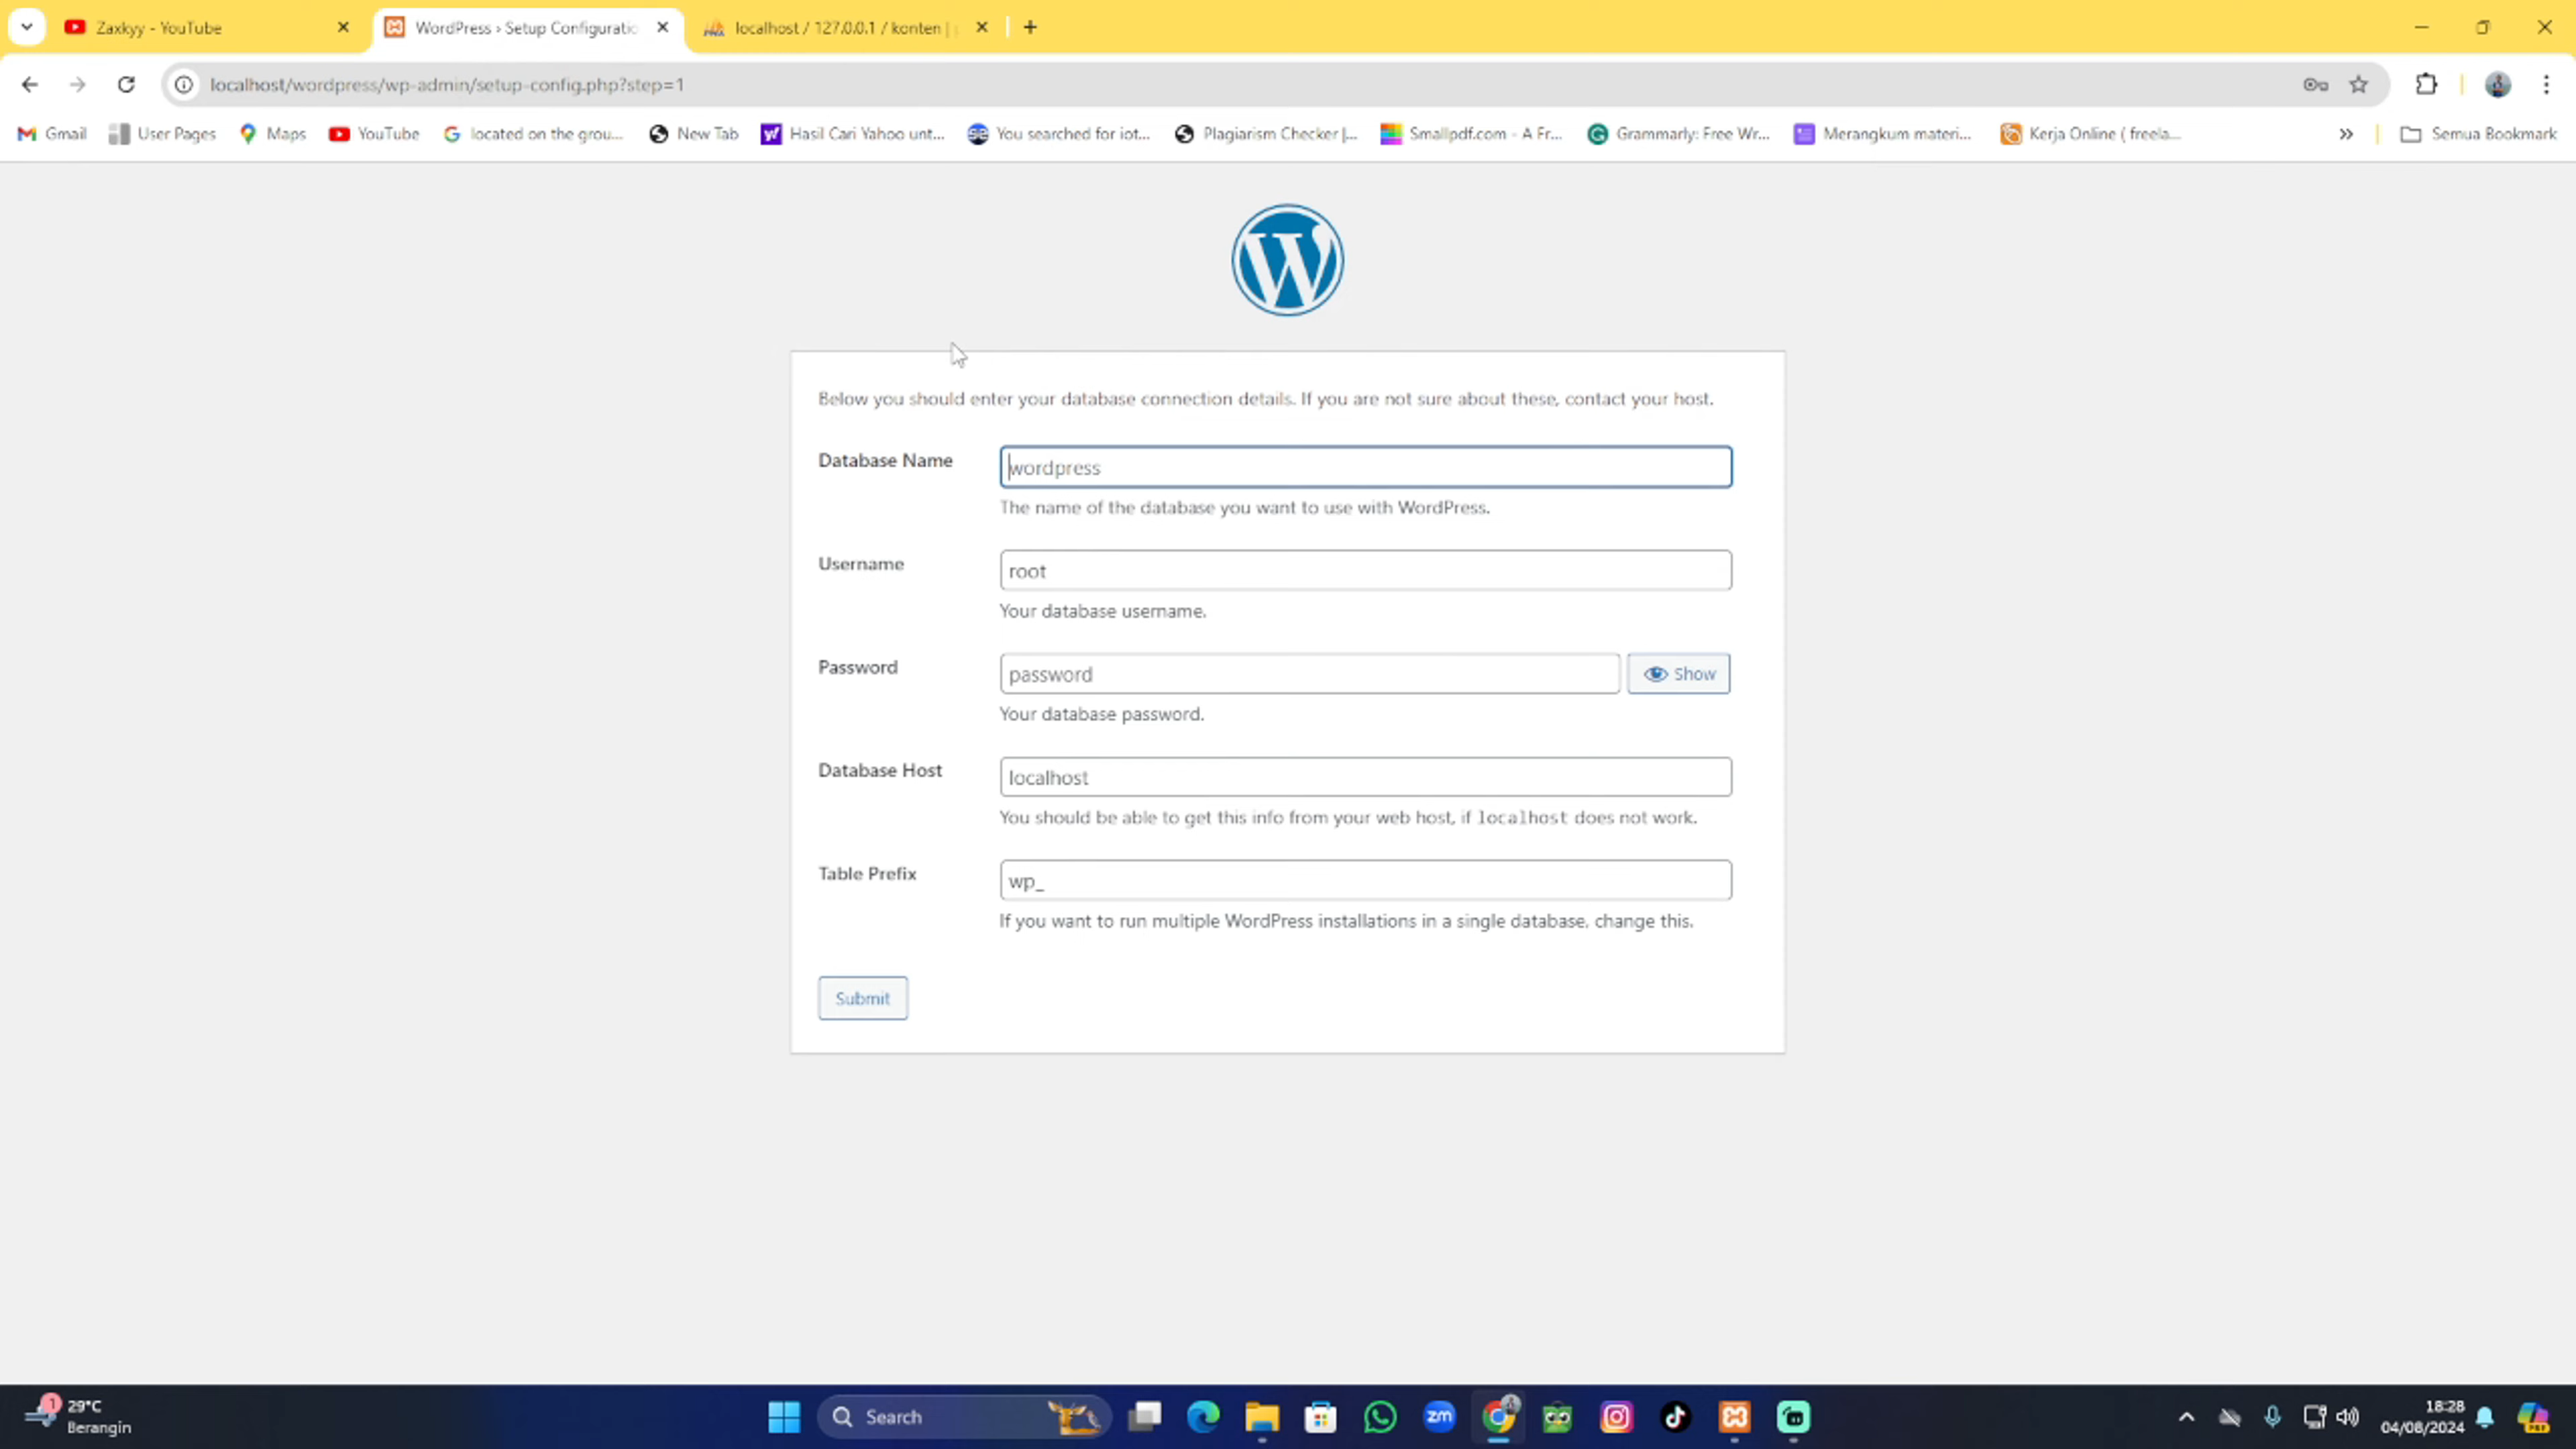 Zaxkyy - YouTube
WordPress › Setup Configuratio
localhost / 127.0.0.1 / konten |
localhost/wordpress/wp-admin/setup-config.php?step=1
Gmail
User Pages
Maps
YouTube
located on the grou...
New Tab
Hasil Cari Yahoo unt...
You searched for iot...
Plagiarism Checker |...
Smallpdf.com - A Fr...
Grammarly: Free Wr...
Merangkum materi...
Kerja Online ( freela...
Semua Bookmark
Below you should enter your database connection details. If you are not sure about these, contact your host.
Database Name
wordpress
The name of the database you want to use with WordPress.
Username
root
Your database username.
Password
password
Show
Your database password.
Database Host
localhost
You should be able to get this info from your web host, if localhost does not work.
Table Prefix
wp_
If you want to run multiple WordPress installations in a single database, change this.
Submit
1
29°C
Berangin
Search
zm
18:28
04/08/2024